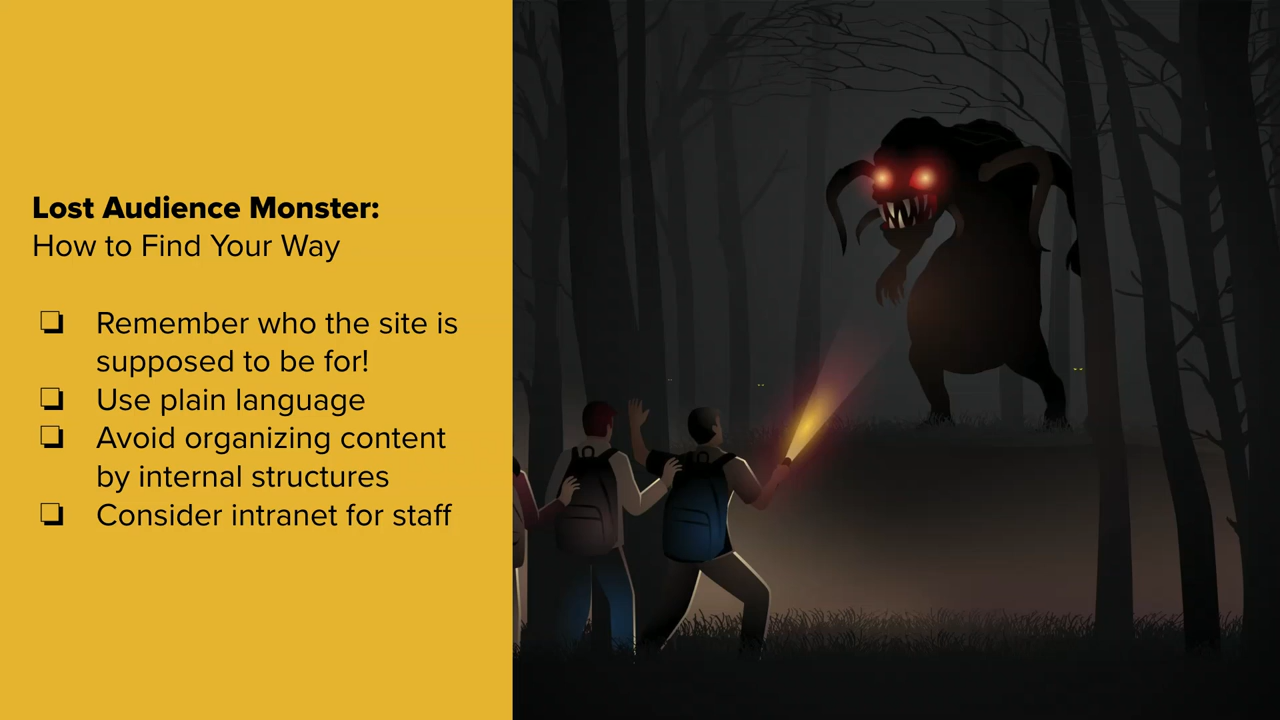 Lost Audience Monster:
How to Find Your Way
❏ Remember who the site is
supposed to be for!
❏ Use plain language
❏ Avoid organizing content
by internal structures
❏ Consider intranet for staff